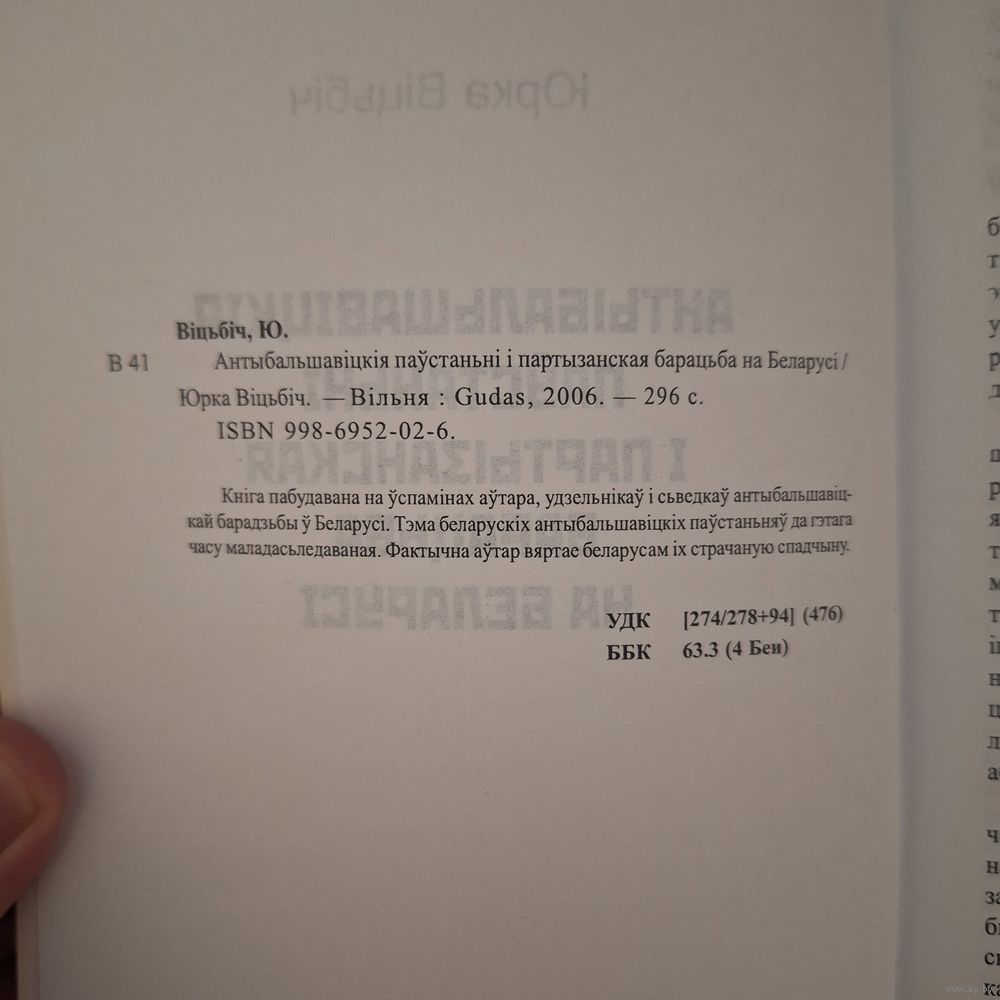 Віцьбіч, Ю.
В 41 Антыбальшавіцкія паўстаньні і партызанская барацьба на Беларусі /
Юрка Віцьбіч. — Вільня : Gudas, 2006. — 296 с.
ISBN 998-6952-02-6.
Кніга пабудавана на ўспамінах аўтара, удзельнікаў і сьведкаў антыбальшавіц-
кай барадзьбы ў Беларусі. Тэма беларускіх антыбальшавіцкіх паўстаньняў да гэтага
часу маладасьледаваная. Фактычна аўтар вяртае беларусам іх страчаную спадчыну.
УДК [274/278+94] (476)
ББК 63.3 (4 Беи)